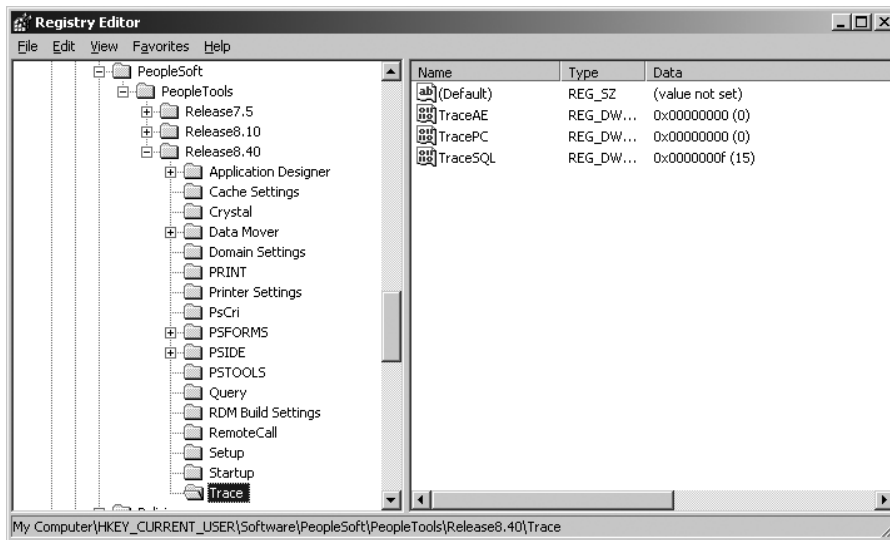 Registry Editor
File Edit View Favorites Help
PeopleSoft
PeopleTools
Release7.5
Release8.10
Release8.40
Application Designer
Cache Settings
Crystal
Data Mover
Domain Settings
PRINT
Printer Settings
PsCri
PSFORMS
PSIDE
PSTOOLS
Query
RDM Build Settings
RemoteCall
Setup
Startup
Trace
Name Type Data
(Default) REG_SZ (value not set)
TraceAE REG_DW... 0x00000000 (0)
TracePC REG_DW... 0x00000000 (0)
TraceSQL REG_DW... 0x0000000f (15)
My Computer\HKEY_CURRENT_USER\Software\PeopleSoft\PeopleTools\Release8.40\Trace